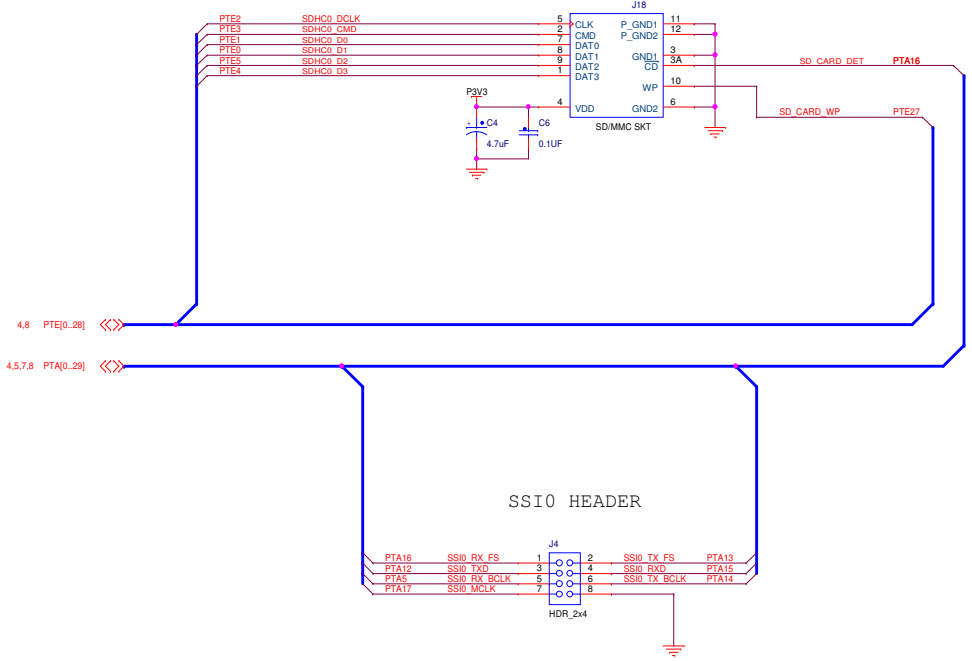 J18
PTE2 SDHC0_DCLK 5 CLK P_GND1 11
PTE3 SDHC0_CMD 2 CMD P_GND2 12
PTE1 SDHC0_D0 7 DAT0
PTE0 SDHC0_D1 8 DAT1 GND1 3
PTE5 SDHC0_D2 9 DAT2 CD 3A SD_CARD_DET PTA16
PTE4 SDHC0_D3 1 DAT3
WP 10
P3V3
4 VDD GND2 6
SD_CARD_WP PTE27
SD/MMC SKT
+ C4
4.7uF
C6
0.1UF
4,8 PTE[0..28]
4,5,7,8 PTA[0..29]
SSI0 HEADER
J4
PTA16 SSI0_RX_FS 1 2 SSI0_TX_FS PTA13
PTA12 SSI0_TXD 3 4 SSI0_RXD PTA15
PTA5 SSI0_RX_BCLK 5 6 SSI0_TX_BCLK PTA14
PTA17 SSI0_MCLK 7 8
HDR_2x4